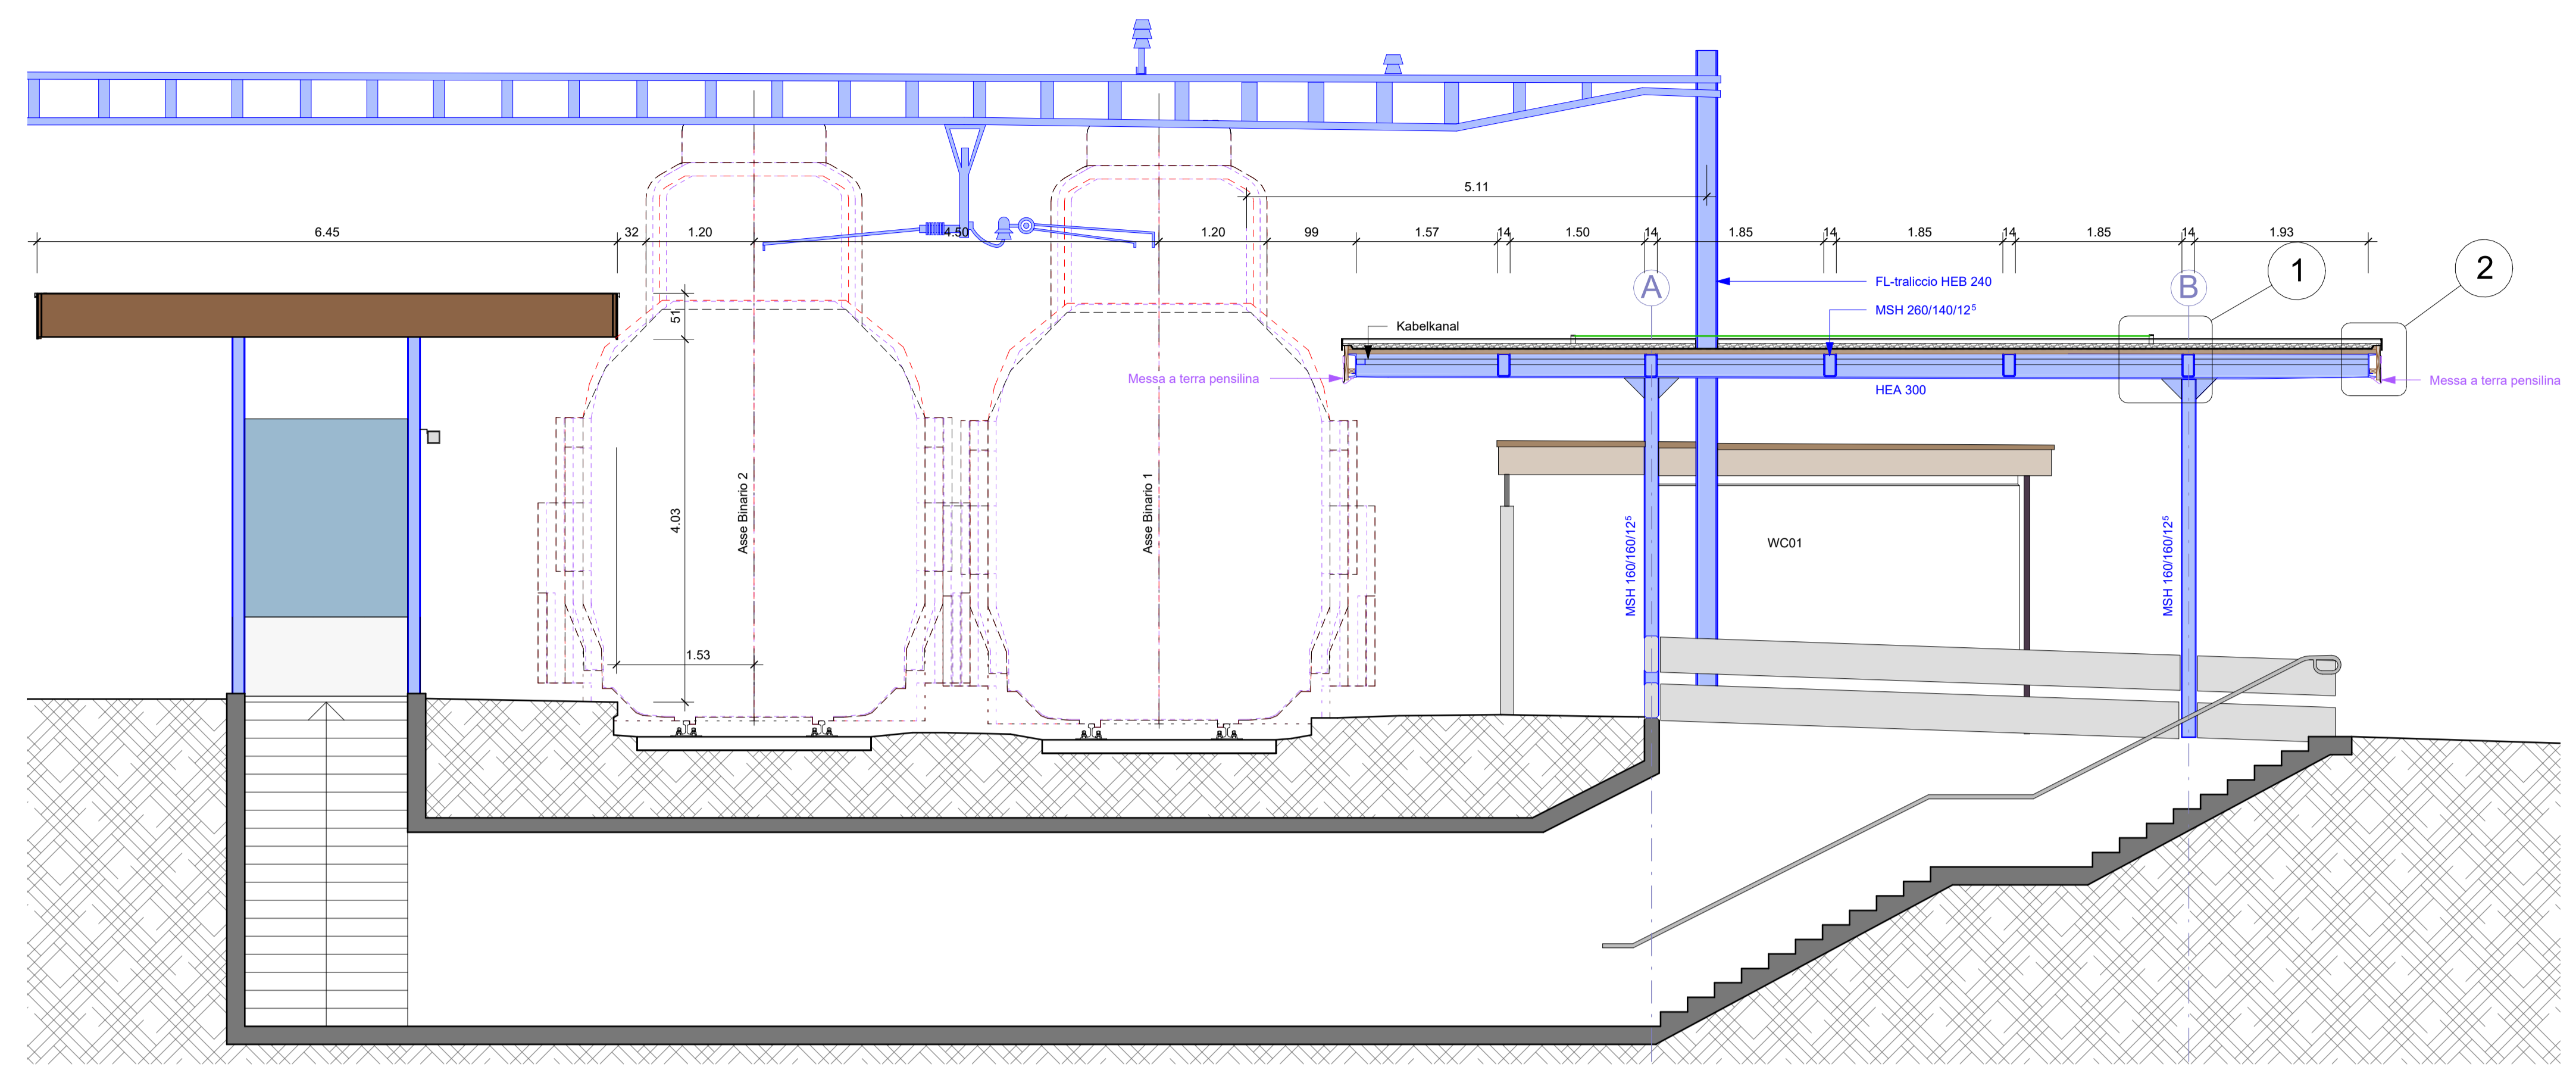 5.11
6.45
32
1.20
4.50
1.20
99
1.57
14
1.50
14
1.85
14
1.85
14
1.85
14
1.93
1
2
A
B
FL-traliccio HEB 240
MSH 260/140/12⁵
51
Kabelkanal
Messa a terra pensilina
HEA 300
Messa a terra pensilina
4.03
Asse Binario 2
Asse Binario 1
MSH 160/160/12⁵
WC01
MSH 160/160/12⁵
1.53